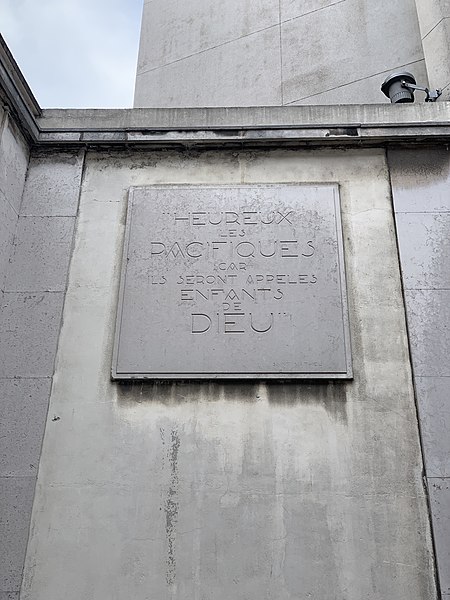 "HEUREUX
LES
PACIFIQUES
CAR
ILS SERONT APPELES
ENFANTS
DE
DIEU"